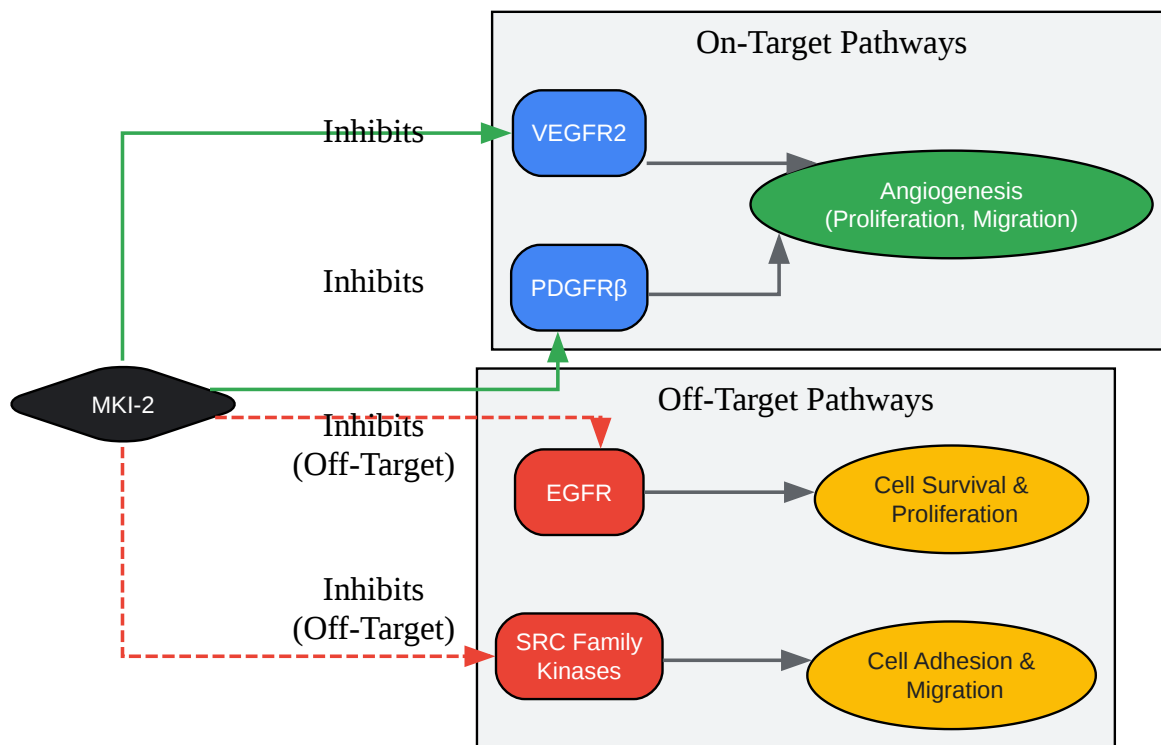 On-Target Pathways
Inhibits
VEGFR2
Angiogenesis
(Proliferation, Migration)
Inhibits
PDGFRβ
MKI-2
Off-Target Pathways
Inhibits
(Off-Target)
EGFR
Cell Survival &
Proliferation
Inhibits
(Off-Target)
SRC Family
Kinases
Cell Adhesion &
Migration